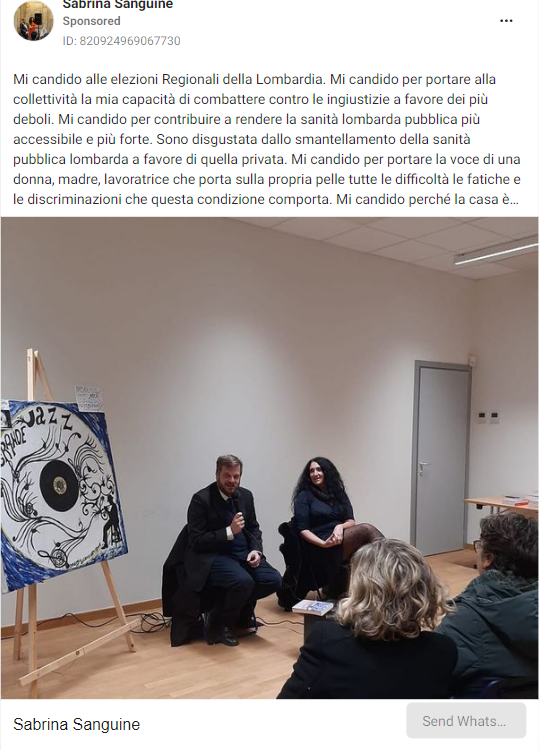 Sabrina Sanguine
Sponsored
ID: 820924969067730
Mi candido alle elezioni Regionali della Lombardia. Mi candido per portare alla
collettività la mia capacità di combattere contro le ingiustizie a favore dei più
deboli. Mi candido per contribuire a rendere la sanità lombarda pubblica più
accessibile e più forte. Sono disgustata dallo smantellamento della sanità
pubblica lombarda a favore di quella privata. Mi candido per portare la voce di una
donna, madre, lavoratrice che porta sulla propria pelle tutte le difficoltà le fatiche e
le discriminazioni che questa condizione comporta. Mi candido perché la casa è...
GRANDE
JAZZ
Sabrina Sanguine
Send Whats...